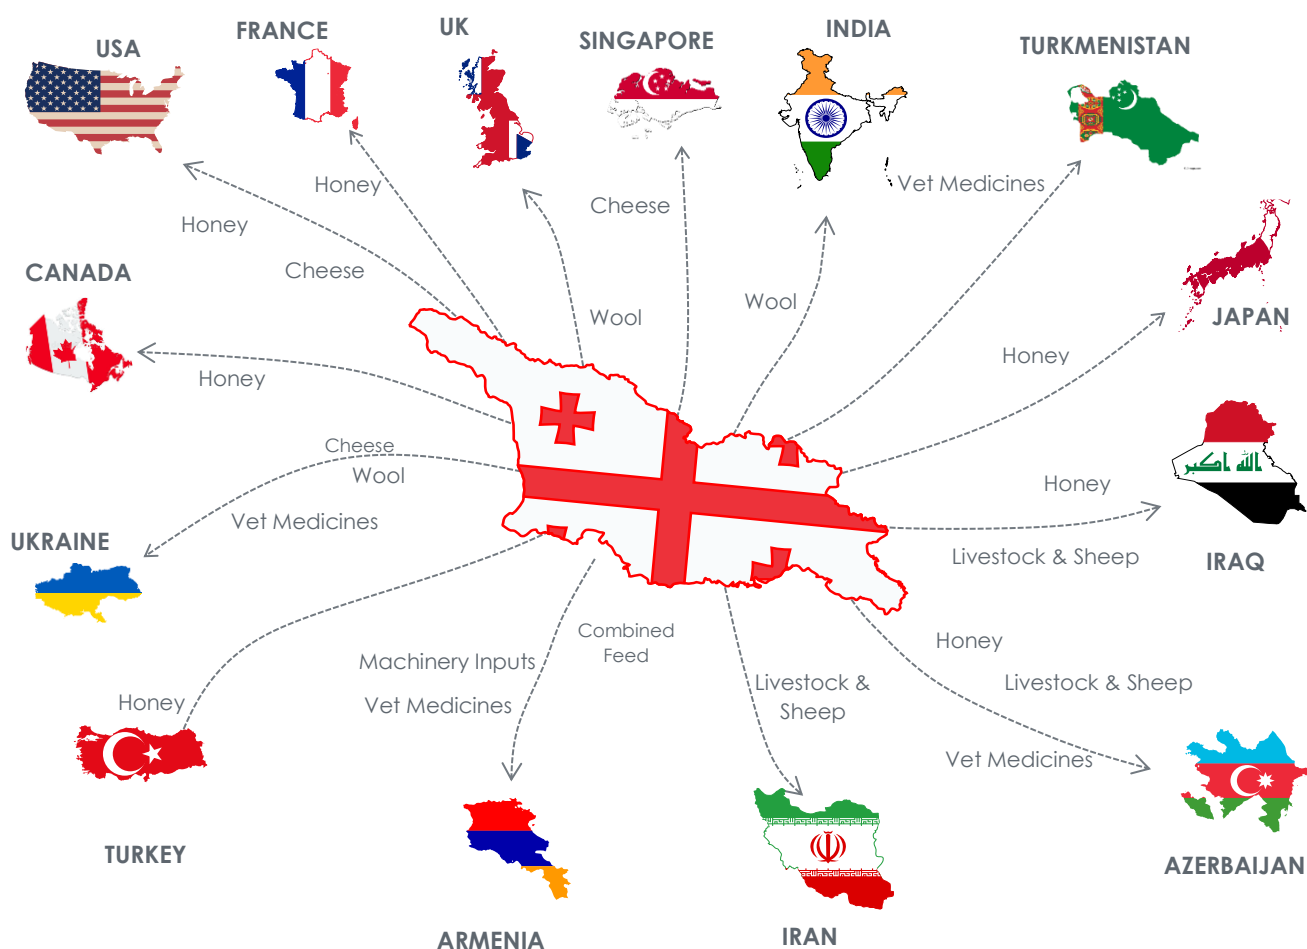 USA
FRANCE
UK
SINGAPORE
INDIA
TURKMENISTAN
Honey
Vet Medicines
Cheese
Honey
CANADA
Cheese
Wool
Wool
JAPAN
Honey
Honey
Cheese
Wool
الله اكبر
Honey
Vet Medicines
UKRAINE
Livestock & Sheep
IRAQ
Combined
Feed
Honey
Machinery Inputs
Livestock &
Sheep
Livestock & Sheep
Honey
Vet Medicines
Vet Medicines
TURKEY
AZERBAIJAN
ARMENIA
IRAN